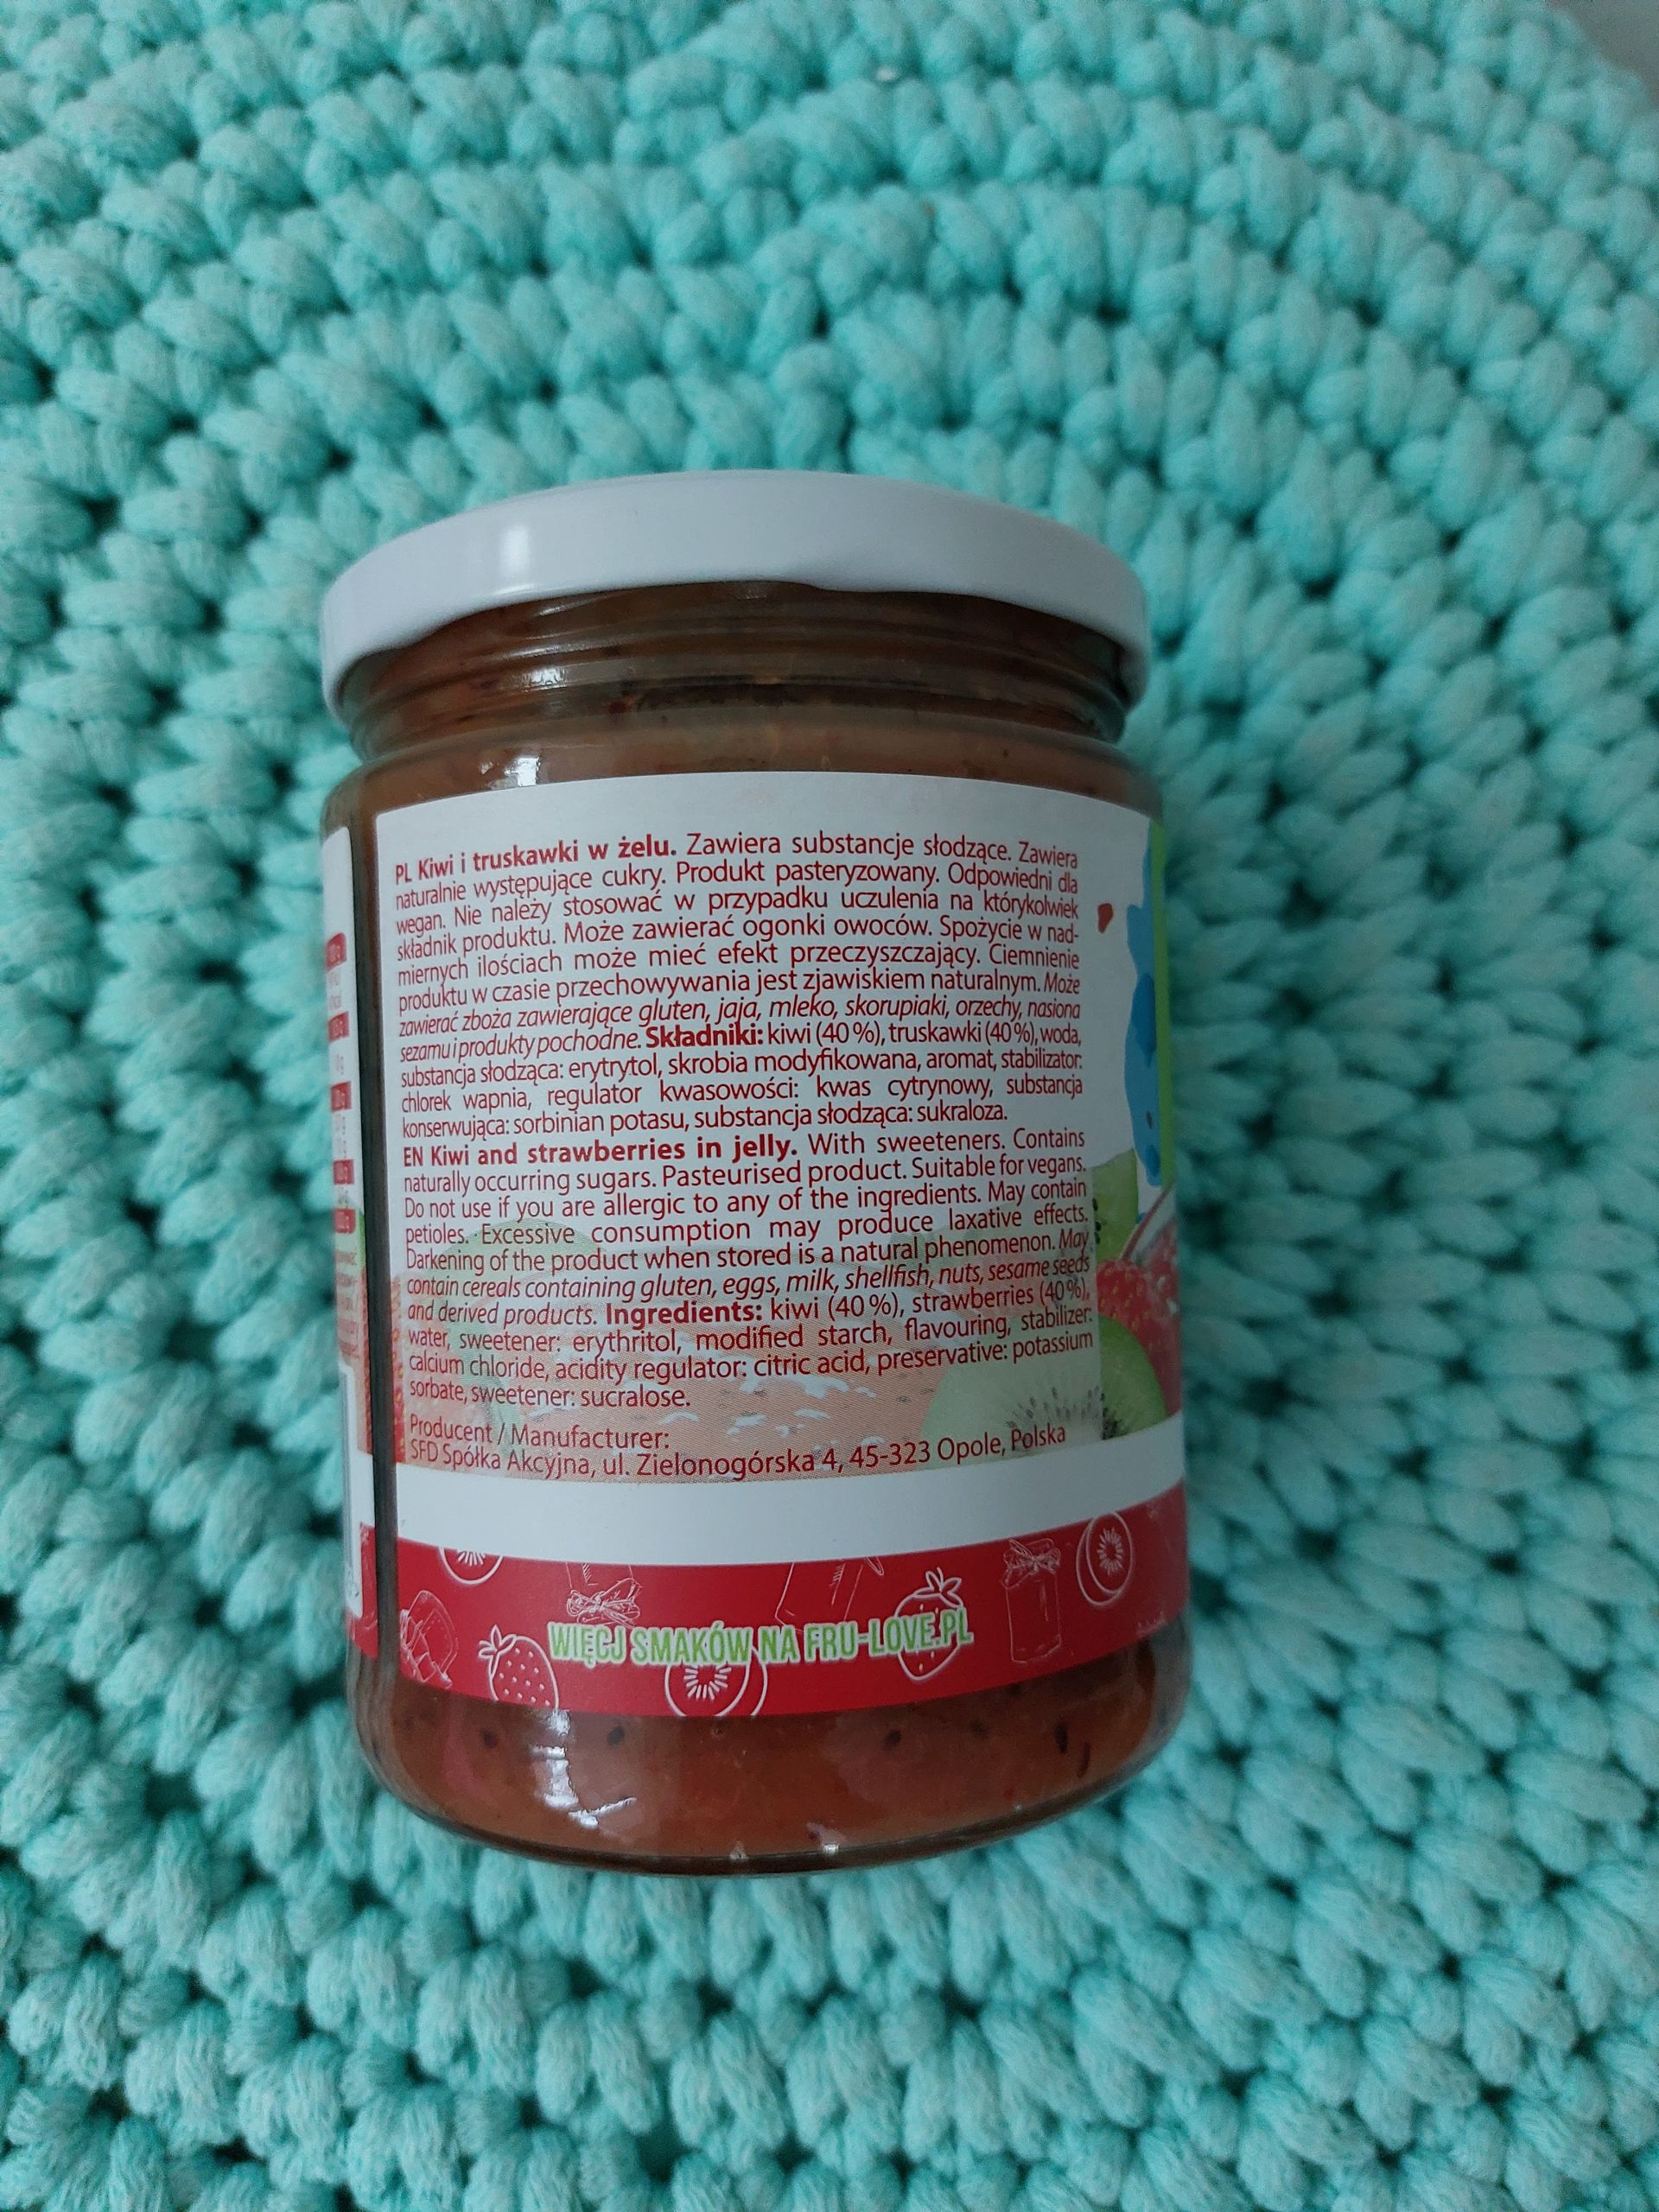 PL Kiwi i truskawki w żelu. Zawiera substancje słodzące. Zawiera
naturalnie występujące cukry. Produkt pasteryzowany. Odpowiedni dla
wegan. Nie należy stosować w przypadku uczulenia na którykolwiek
składnik produktu. Może zawierać ogonki owoców. Spożycie w nad-
miernych ilościach może mieć efekt przeczyszczający. Ciemnienie
produktu w czasie przechowywania jest zjawiskiem naturalnym. Może
zawierać zboża zawierające gluten, jaja, mleko, skorupiaki, orzechy, nasiona
sezamu i produkty pochodne. Składniki: kiwi (40 %), truskawki (40 %), woda,
substancja słodząca: erytrytol, skrobia modyfikowana, aromat, stabilizator:
chlorek wapnia, regulator kwasowości: kwas cytrynowy, substancja
konserwująca: sorbinian potasu, substancja słodząca: sukraloza.
EN Kiwi and strawberries in jelly. With sweeteners. Contains
naturally occurring sugars. Pasteurised product. Suitable for vegans.
Do not use if you are allergic to any of the ingredients. May contain
petioles. Excessive consumption may produce laxative effects.
Darkening of the product when stored is a natural phenomenon. May
contain cereals containing gluten, eggs, milk, shellfish, nuts, sesame seeds
and derived products. Ingredients: kiwi (40 %), strawberries (40 %),
water, sweetener: erythritol, modified starch, flavouring, stabilizer:
calcium chloride, acidity regulator: citric acid, preservative: potassium
sorbate, sweetener: sucralose.
Producent / Manufacturer:
SFD Spółka Akcyjna, ul. Zielonogórska 4, 45-323 Opole, Polska
WIĘCJ SMAKÓW NA FRU-LOVE.PL